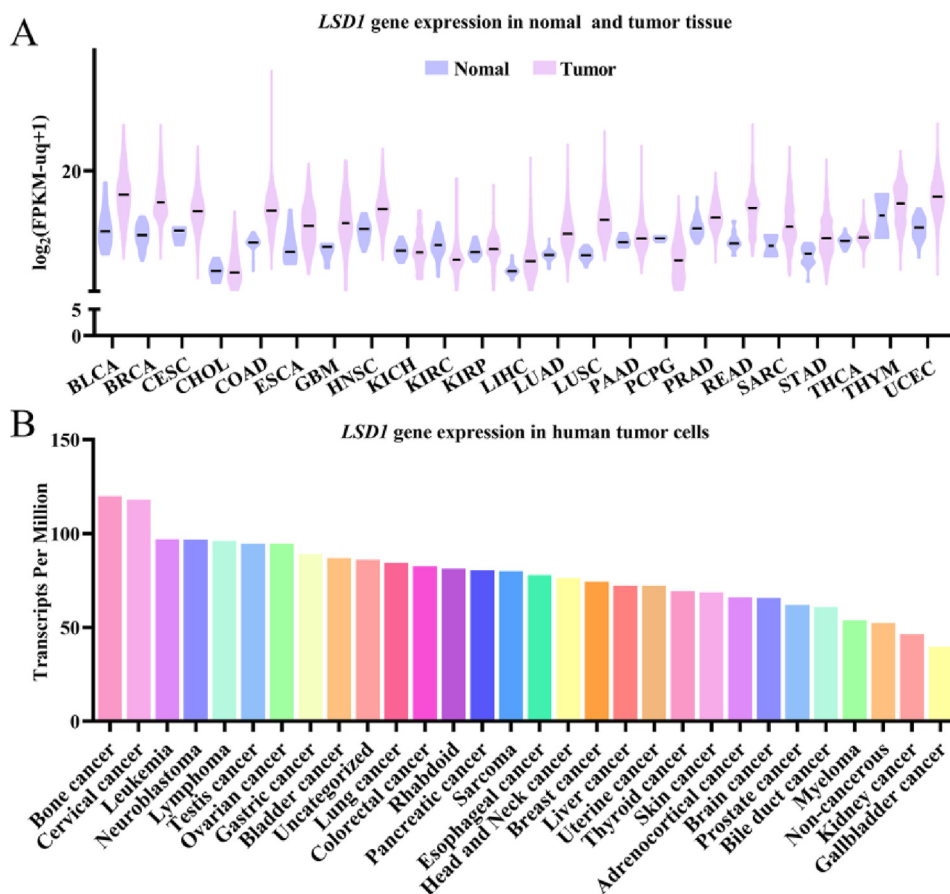 A
LSD1 gene expression in nomal and tumor tissue
Nomal
Tumor
log2(FPKM-uq+1)
20
5
0
BLCA
BRCA
CESC
CHOL
COAD
ESCA
GBM
HNSC
KICH
KIRC
KIRP
LIHC
LUAD
LUSC
PAAD
PCPG
PRAD
READ
SARC
STAD
THCA
THYM
UCEC
B
LSD1 gene expression in human tumor cells
Transcripts Per Million
150
100
50
0
Bone cancer
Cervical cancer
Leukemia
Neuroblastoma
Lymphoma
Testis cancer
Ovarian cancer
Gastric cancer
Bladder cancer
Uncategorized
Lung cancer
Colorectal cancer
Rhabdoid
Pancreatic cancer
Sarcoma
Esophageal cancer
Head and Neck cancer
Breast cancer
Liver cancer
Uterine cancer
Thyroid cancer
Skin cancer
Adrenocortical cancer
Brain cancer
Prostate cancer
Bile duct cancer
Myeloma
Non-cancerous
Kidney cancer
Gallbladder cancer